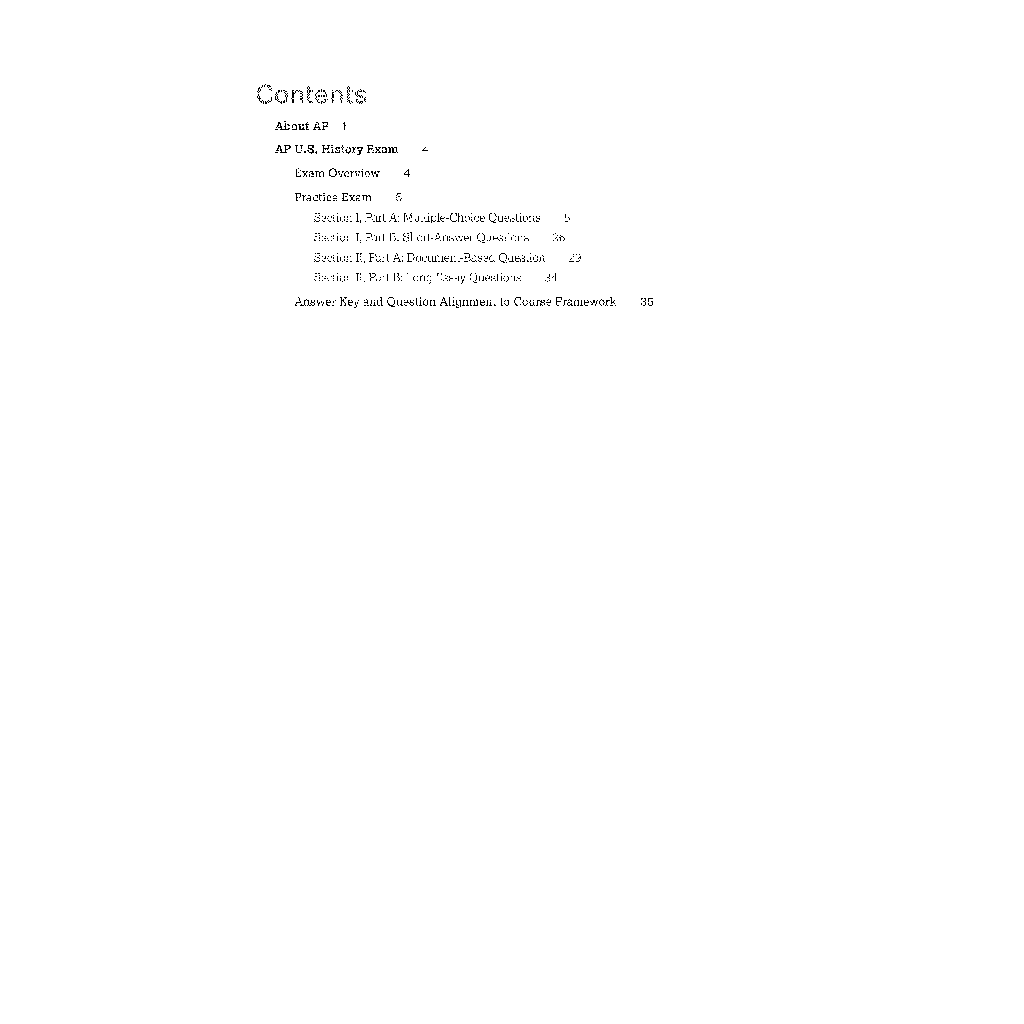 Contents
About AP 1
AP U.S. History Exam 4
Exam Overview 4
Practice Exam
Section I, Part A: Multiple-Choice Questions 5
Section I, Part B: Short-Answer Questions 26
Section II, Part A: Document-Based Question 29
Section II, Part B: Long Essay Questions 34
Answer Key and Question Alignment to Course Framework 35